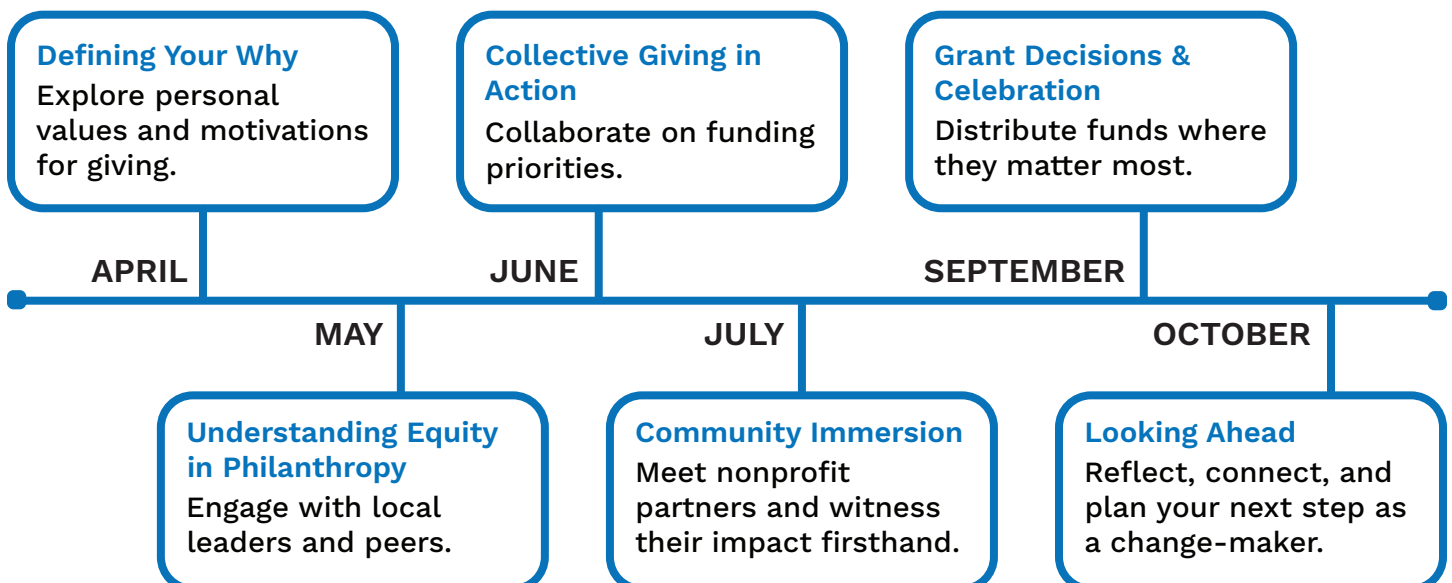 Defining Your Why
Explore personal
values and motivations
for giving.
Collective Giving in
Action
Collaborate on funding
priorities.
Grant Decisions &
Celebration
Distribute funds where
they matter most.
APRIL
JUNE
SEPTEMBER
MAY
JULY
OCTOBER
Understanding Equity
in Philanthropy
Engage with local
leaders and peers.
Community Immersion
Meet nonprofit
partners and witness
their impact firsthand.
Looking Ahead
Reflect, connect, and
plan your next step as
a change-maker.